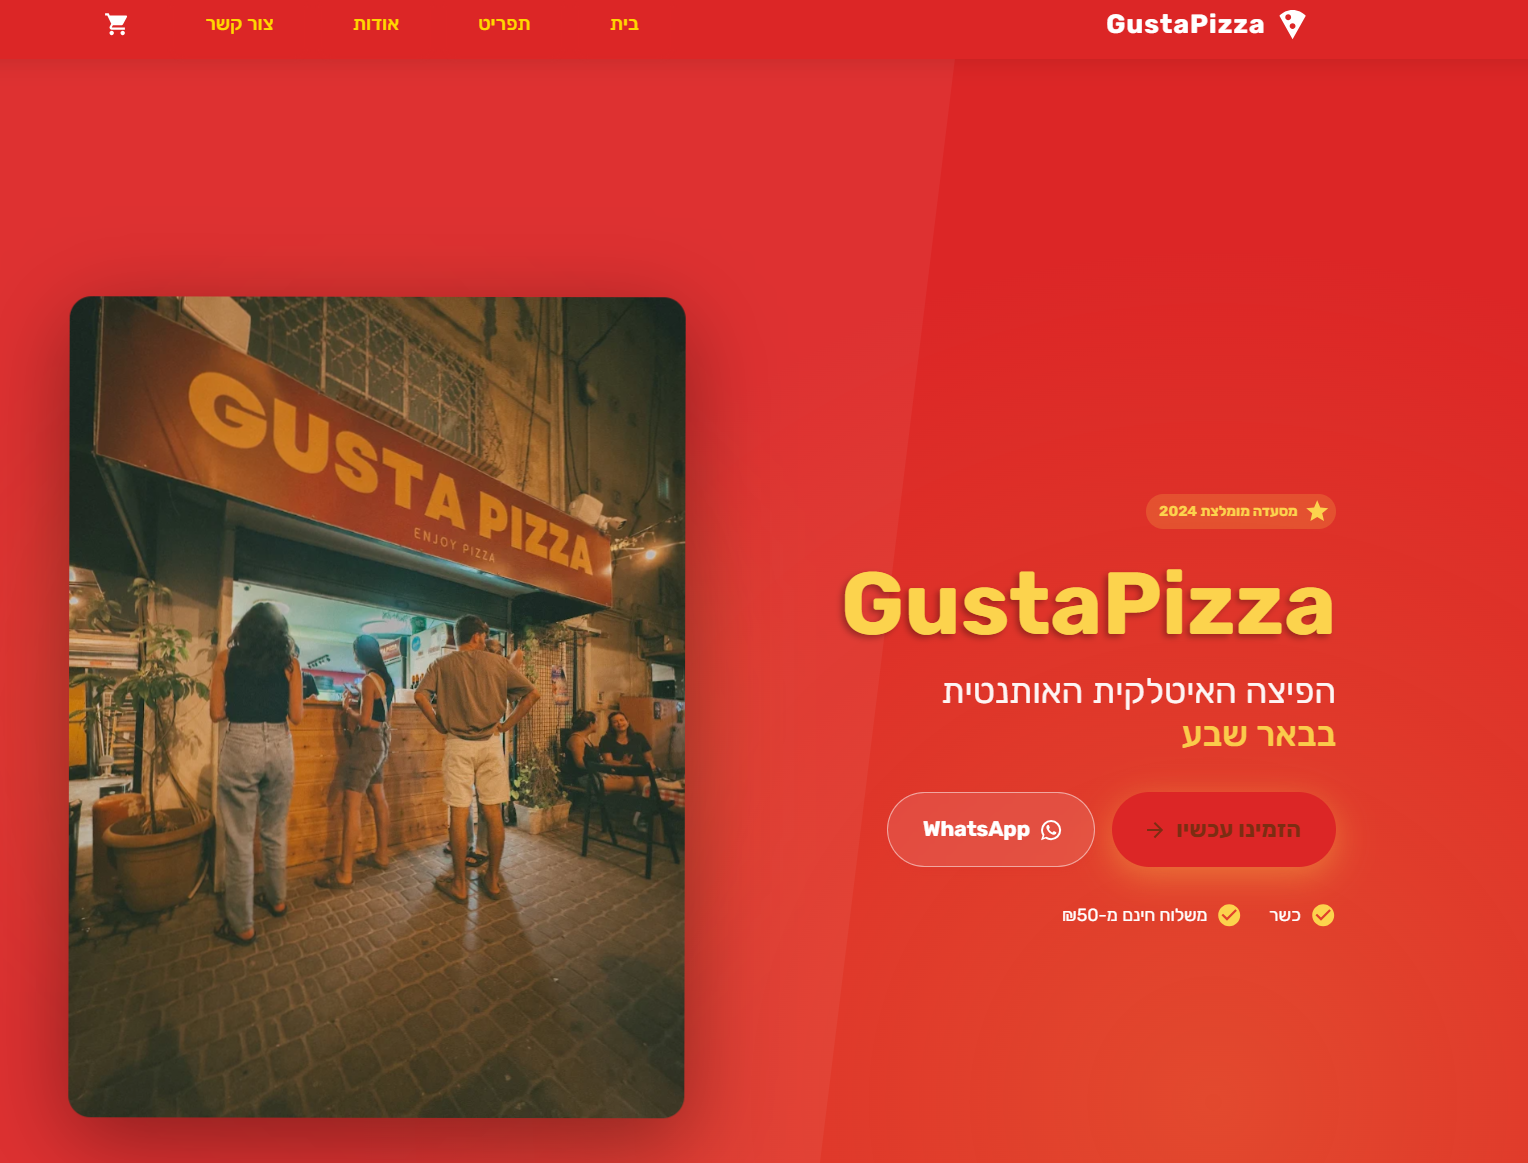 GustaPizza
בית
תפריט
אודות
צור קשר
מסעדה מומלצת 2024
GustaPizza
הפיצה האיטלקית האותנטית
בבאר שבע
הזמינו עכשיו
WhatsApp
כשר
משלוח חינם מ-₪50
GUSTA PIZZA
ENJOY PIZZA